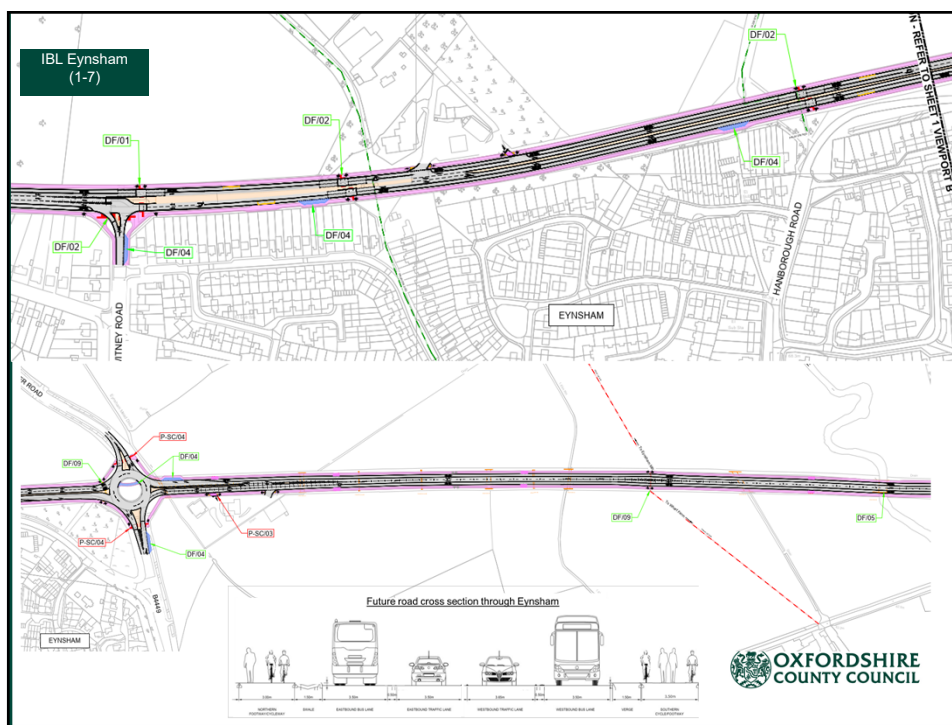 IBL Eynsham
(1-7)
DF/02
N - REFER TO SHEET 1 VIEWPORT B
DF/02
DF/01
DF/04
DF/04
DF/02
DF/04
HANBOROUGH ROAD
WITNEY ROAD
EYNSHAM
ER ROAD
P-SC/04
DF/09
DF/04
P-SC/03
DF/09
DF/05
P-SC/04
DF/04
B4449
EYNSHAM
Future road cross section through Eynsham
NORTHERN
FOOTWAY/CYCLEWAY
SWALE
EASTBOUND BUS LANE
EASTBOUND TRAFFIC LANE
WESTBOUND TRAFFIC LANE
WESTBOUND BUS LANE
VERGE
SOUTHERN
OXFORDSHIRE
COUNTY COUNCIL